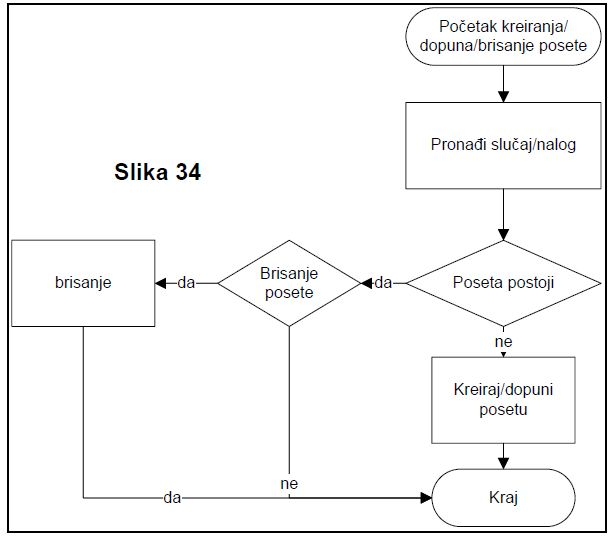 Početak kreiranja/
dopuna/brisanje posete
Pronađi slučaj/nalog
Slika 34
brisanje
da
Brisanje
posete
da
Poseta postoji
ne
Kreiraj/dopuni
posetu
ne
da
Kraj